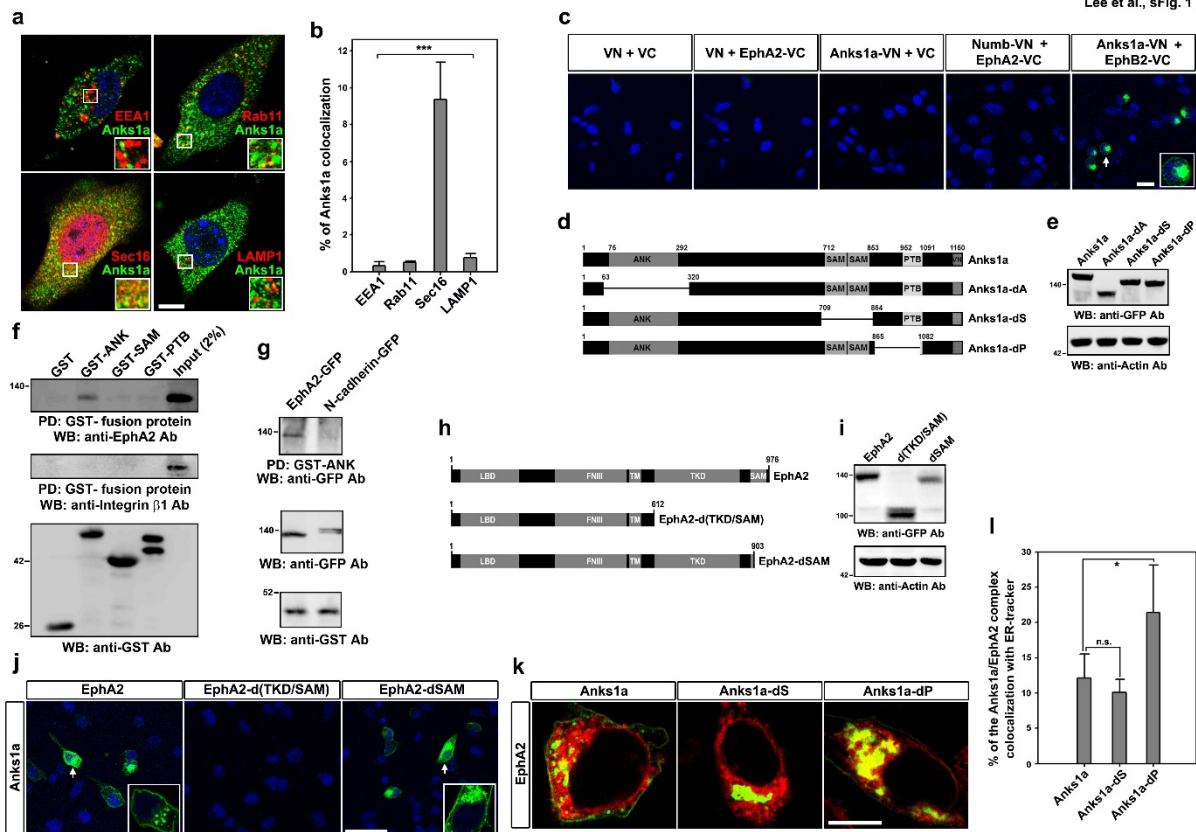 Lee et al., sFig. 1
a
EEA1
Anks1a
Rab11
Anks1a
Sec16
Anks1a
LAMP1
Anks1a
b
% of Anks1a colocalization
12
10
8
6
4
2
0
***
EEA1
Rab11
Sec16
LAMP1
c
VN + VC
VN + EphA2-VC
Anks1a-VN + VC
Numb-VN +
EphA2-VC
Anks1a-VN +
EphB2-VC
d
1 75 292 712 853 952 1091 1150
ANK SAM SAM PTB VN Anks1a
1 63 320
SAM SAM PTB Anks1a-dA
1 709 864
ANK PTB Anks1a-dS
1 865 1082
ANK SAM SAM Anks1a-dP
e
Anks1a
Anks1a-dA
Anks1a-dS
Anks1a-dP
140
WB: anti-GFP Ab
42
WB: anti-Actin Ab
f
GST
GST-ANK
GST-SAM
GST-PTB
Input (2%)
140
PD: GST- fusion protein
WB: anti-EphA2 Ab
PD: GST- fusion protein
WB: anti-Integrin β1 Ab
42
26
WB: anti-GST Ab
g
EphA2-GFP
N-cadherin-GFP
140
PD: GST-ANK
WB: anti-GFP Ab
140
WB: anti-GFP Ab
52
WB: anti-GST Ab
h
1 976
LBD FNIII TM TKD SAM EphA2
1 612
LBD FNIII TM EphA2-d(TKD/SAM)
1 903
LBD FNIII TM TKD EphA2-dSAM
i
EphA2
d(TKD/SAM)
dSAM
140
100
WB: anti-GFP Ab
42
WB: anti-Actin Ab
j
EphA2
EphA2-d(TKD/SAM)
EphA2-dSAM
Anks1a
k
Anks1a
Anks1a-dS
Anks1a-dP
EphA2
l
% of the Anks1a/EphA2 complex
colocalization with ER-tracker
30
25
20
15
10
5
0
*
n.s.
Anks1a
Anks1a-dS
Anks1a-dP